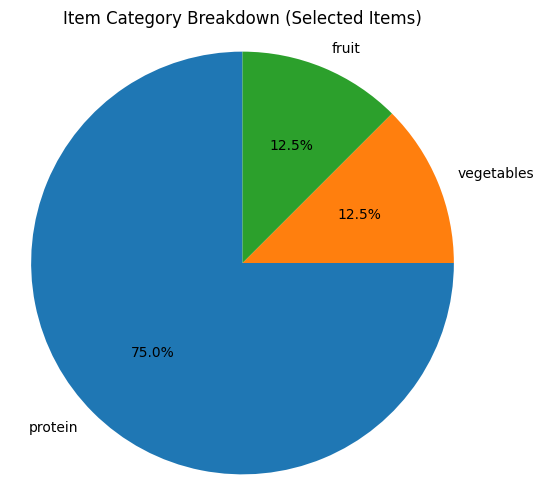 Item Category Breakdown (Selected Items)
fruit
12.5%
vegetables
12.5%
75.0%
protein